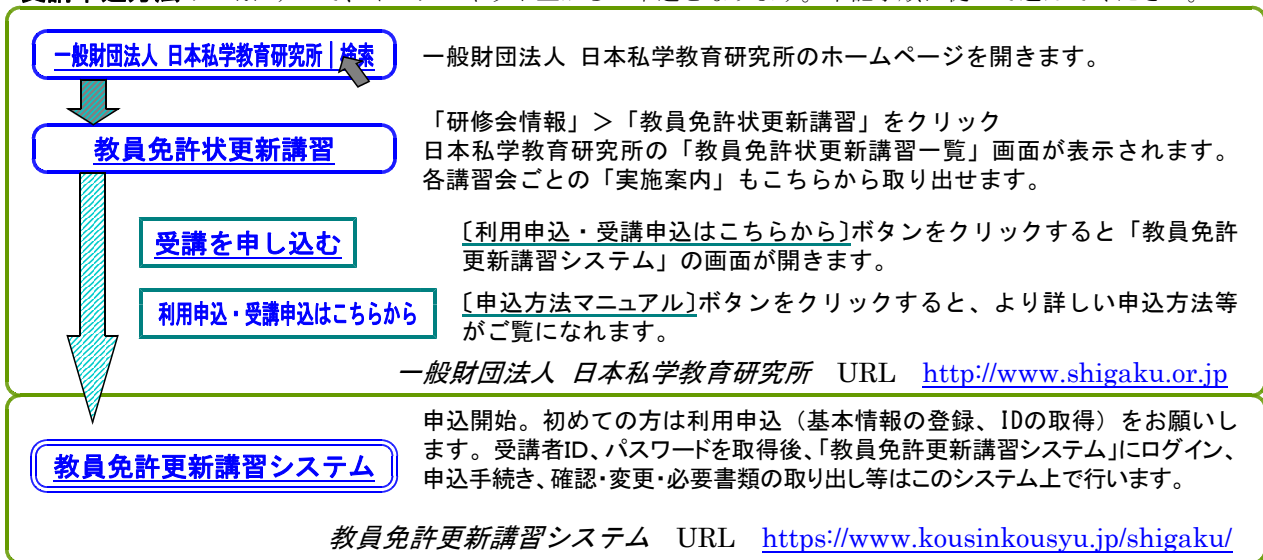 受講申込方法
一般財団法人 日本私学教育研究所｜検索
一般財団法人 日本私学教育研究所のホームページを開きます。
教員免許状更新講習
「研修会情報」＞「教員免許状更新講習」をクリック
日本私学教育研究所の「教員免許状更新講習一覧」画面が表示されます。
各講習会ごとの「実施案内」もこちらから取り出せます。
受講を申し込む
〔利用申込・受講申込はこちらから〕ボタンをクリックすると「教員免許
更新講習システム」の画面が開きます。
利用申込・受講申込はこちらから
〔申込方法マニュアル〕ボタンをクリックすると、より詳しい申込方法等
がご覧になれます。
一般財団法人 日本私学教育研究所 URL http://www.shigaku.or.jp
教員免許更新講習システム
申込開始。初めての方は利用申込（基本情報の登録、IDの取得）をお願いし
ます。受講者ID、パスワードを取得後、「教員免許更新講習システム」にログイン、
申込手続き、確認・変更・必要書類の取り出し等はこのシステム上で行います。
教員免許更新講習システム URL https://www.kousinkousyu.jp/shigaku/